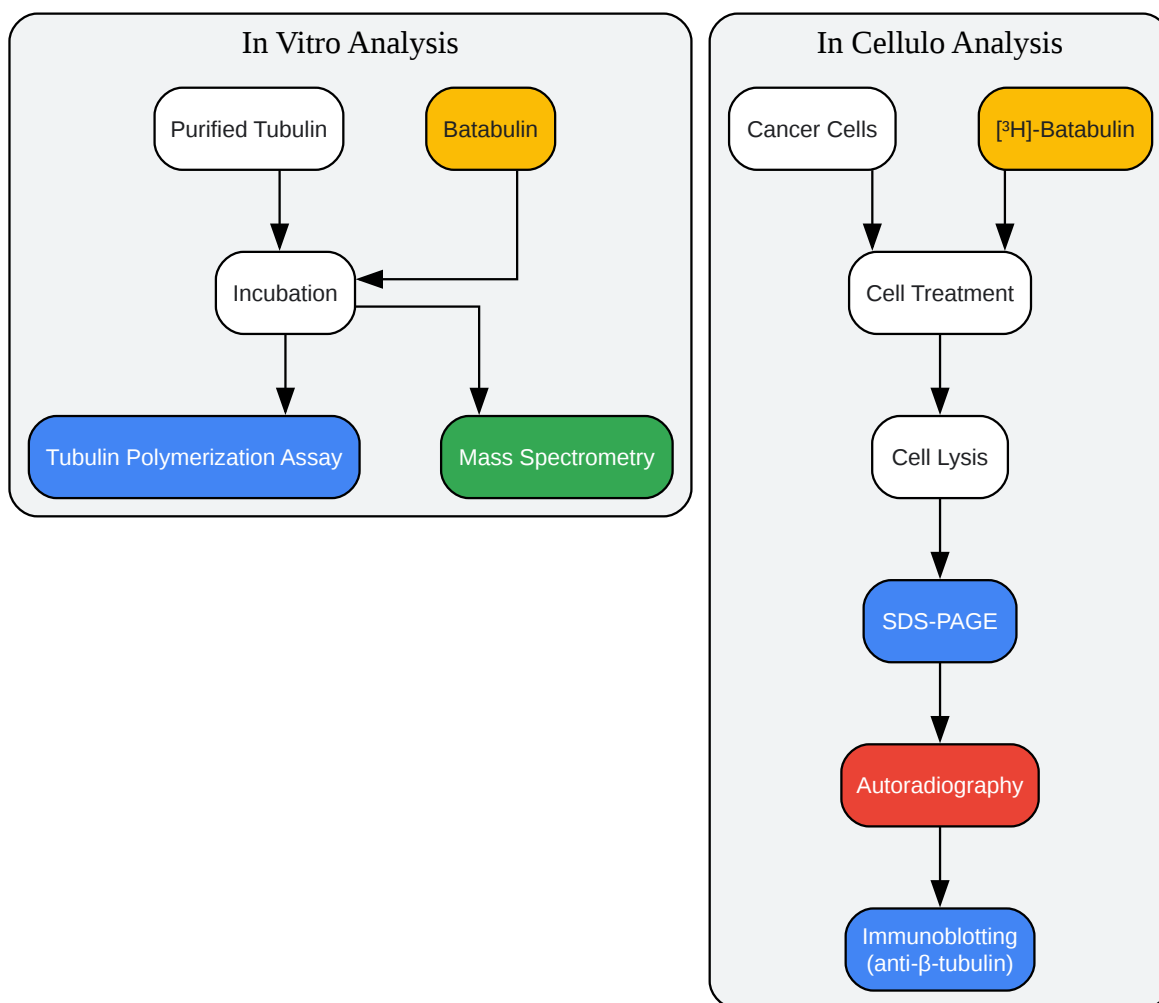 In Vitro Analysis
Purified Tubulin
Batabulin
Incubation
Tubulin Polymerization Assay
Mass Spectrometry
In Cellulo Analysis
Cancer Cells
[³H]-Batabulin
Cell Treatment
Cell Lysis
SDS-PAGE
Autoradiography
Immunoblotting
(anti-β-tubulin)